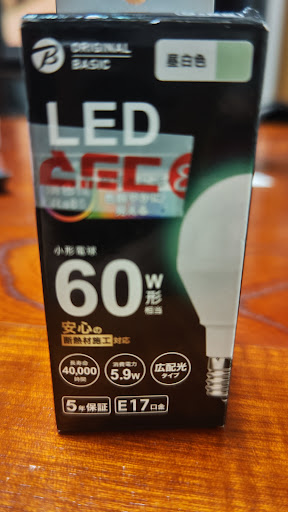 ORIGINAL
BASIC
昼白色
LED
小形電球
60W形
相当
安心の
断熱材施工対応
長寿命
40,000
時間
消費電力
5.9W
広配光
タイプ
5年保証
E17口金